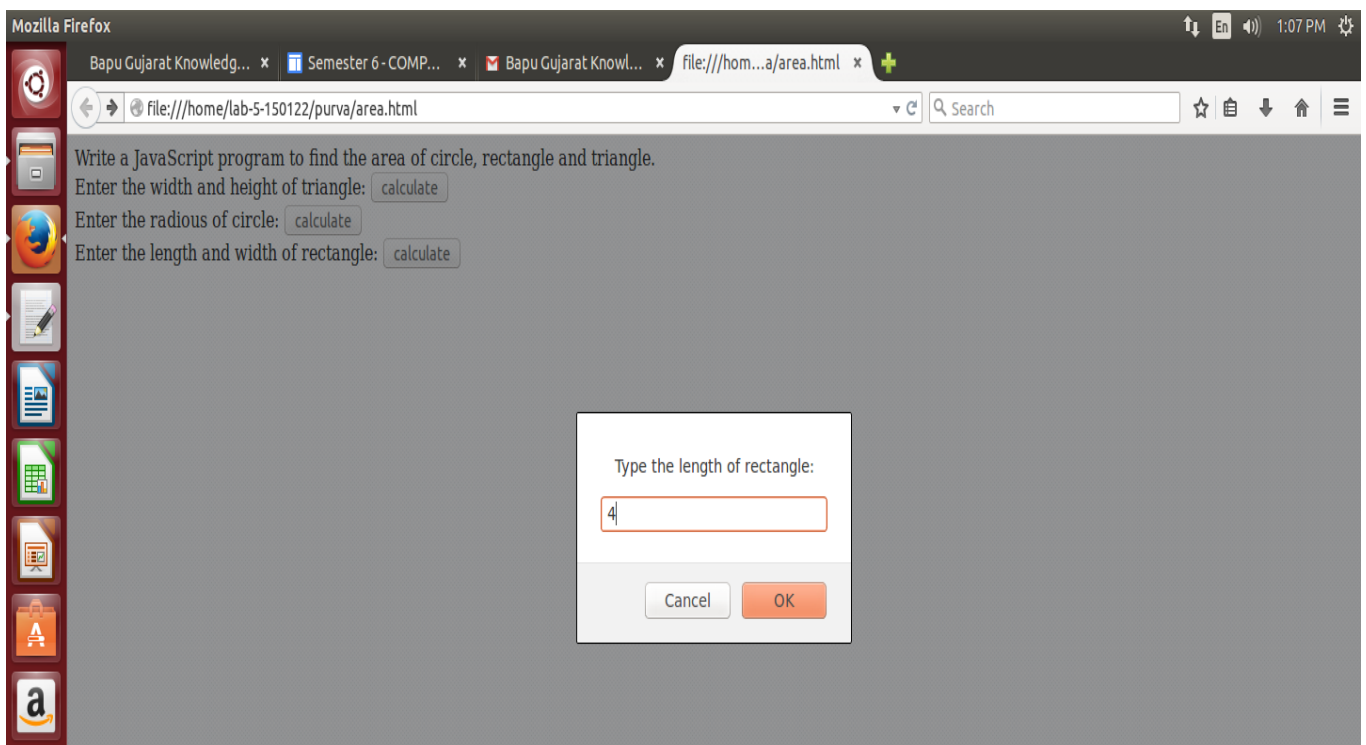 Mozilla Firefox
En
1:07 PM
Bapu Gujarat Knowledg... ×
Semester 6 - COMP... ×
Bapu Gujarat Knowl... ×
file:///hom...a/area.html ×
file:///home/lab-5-150122/purva/area.html
Search
Write a JavaScript program to find the area of circle, rectangle and triangle.
Enter the width and height of triangle: calculate
Enter the radious of circle: calculate
Enter the length and width of rectangle: calculate
Type the length of rectangle:
4
Cancel
OK